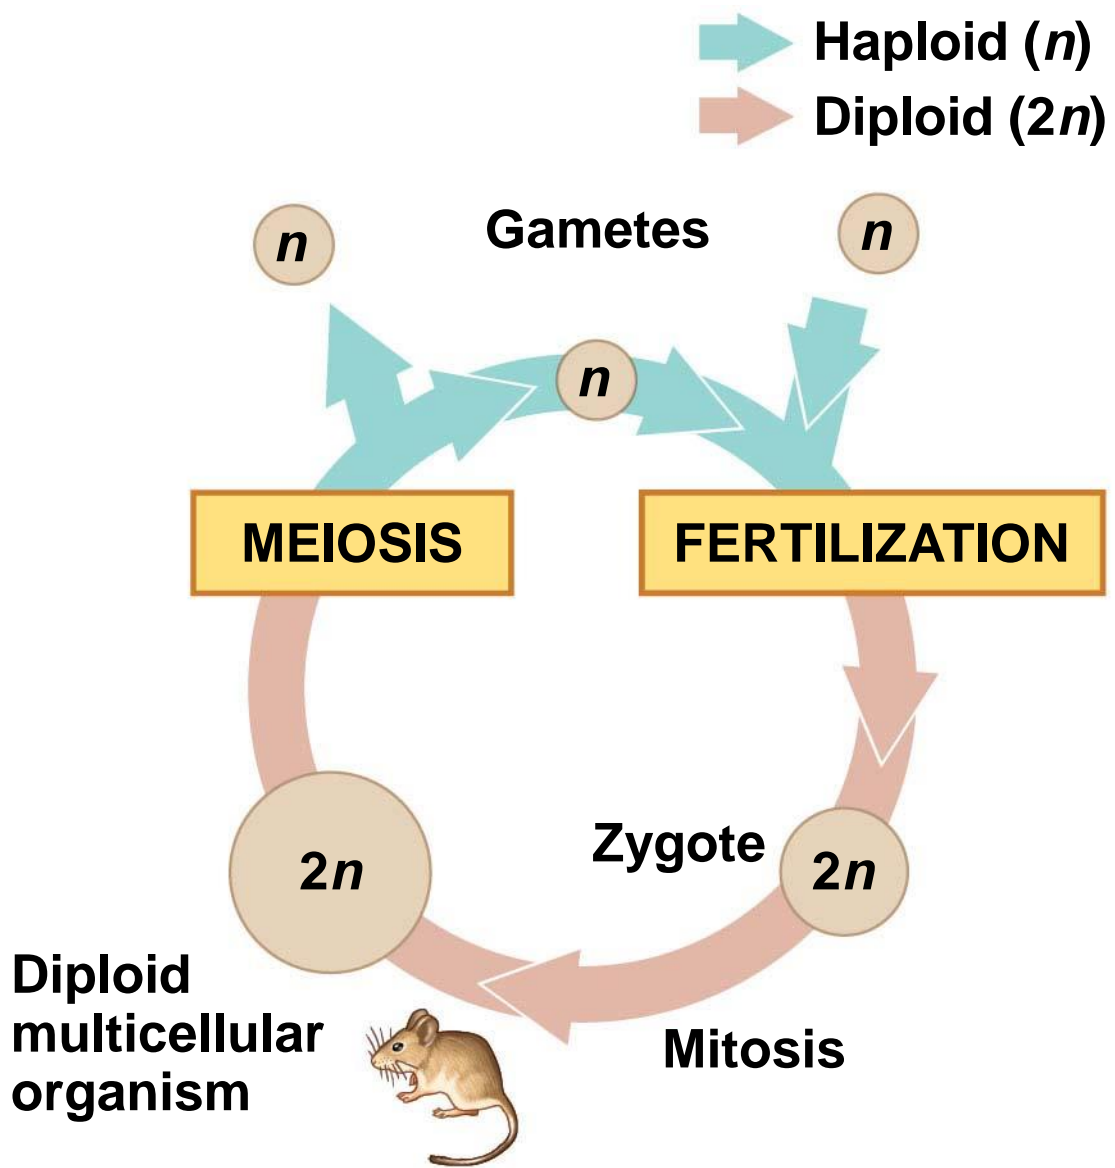 Haploid (n)
Diploid (2n)
n
Gametes
n
n
MEIOSIS
FERTILIZATION
Zygote
2n
2n
Diploid
multicellular
organism
Mitosis